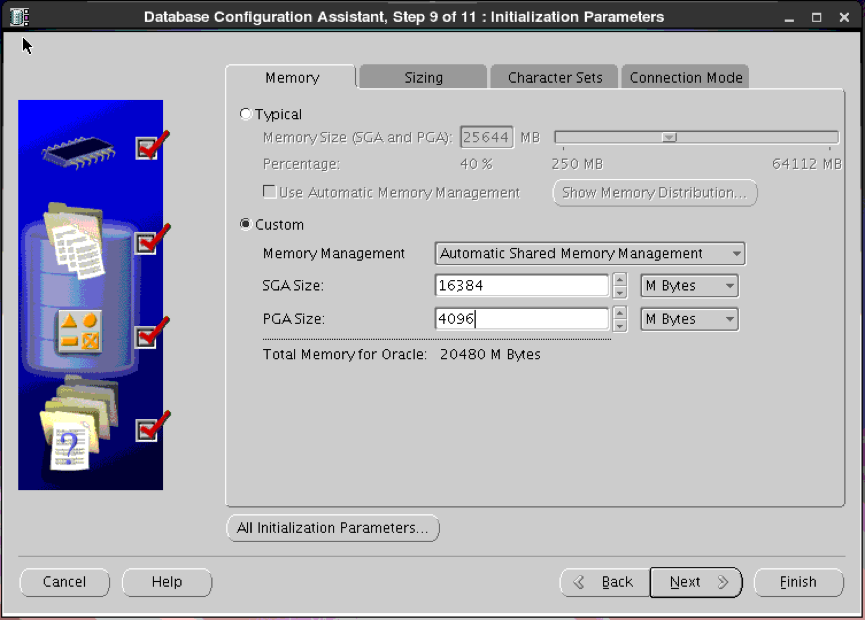 Database Configuration Assistant, Step 9 of 11 : Initialization Parameters
Memory Sizing Character Sets Connection Mode
Typical
Memory Size (SGA and PGA): 25644 MB
Percentage: 40 % 250 MB 64112 MB
Use Automatic Memory Management Show Memory Distribution...
Custom
Memory Management Automatic Shared Memory Management
SGA Size: 16384 M Bytes
PGA Size: 4096 M Bytes
Total Memory for Oracle: 20480 M Bytes
?
All Initialization Parameters...
Cancel Help Back Next Finish